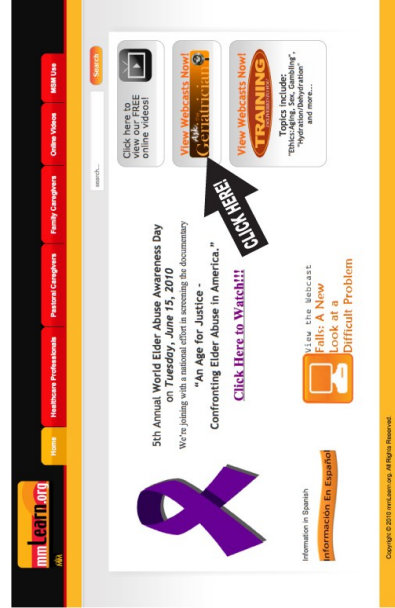 mmLearn.org
Home
Healthcare Professionals
Pastoral Caregivers
Family Caregivers
Online Videos
MSM Use
search...
Search
5th Annual World Elder Abuse Awareness Day
on Tuesday, June 15, 2010
We're joining with a national effort in screening the documentary
"An Age for Justice -
Confronting Elder Abuse in America."
Click Here to Watch!!!
CLICK HERE!
Click here to
view our FREE
online videos!
View Webcasts Now!
Ask
Geriatrician
View Webcasts Now!
TRAINING
Topics include:
"Ethics:Aging, Sex, Gambling",
"Hydration/Dehydration"
and more...
Information in Spanish
Información En Español
View the Webcast
Falls: A New
Look at a
Difficult Problem
Copyright © 2010 mmLearn.org. All Rights Reserved.